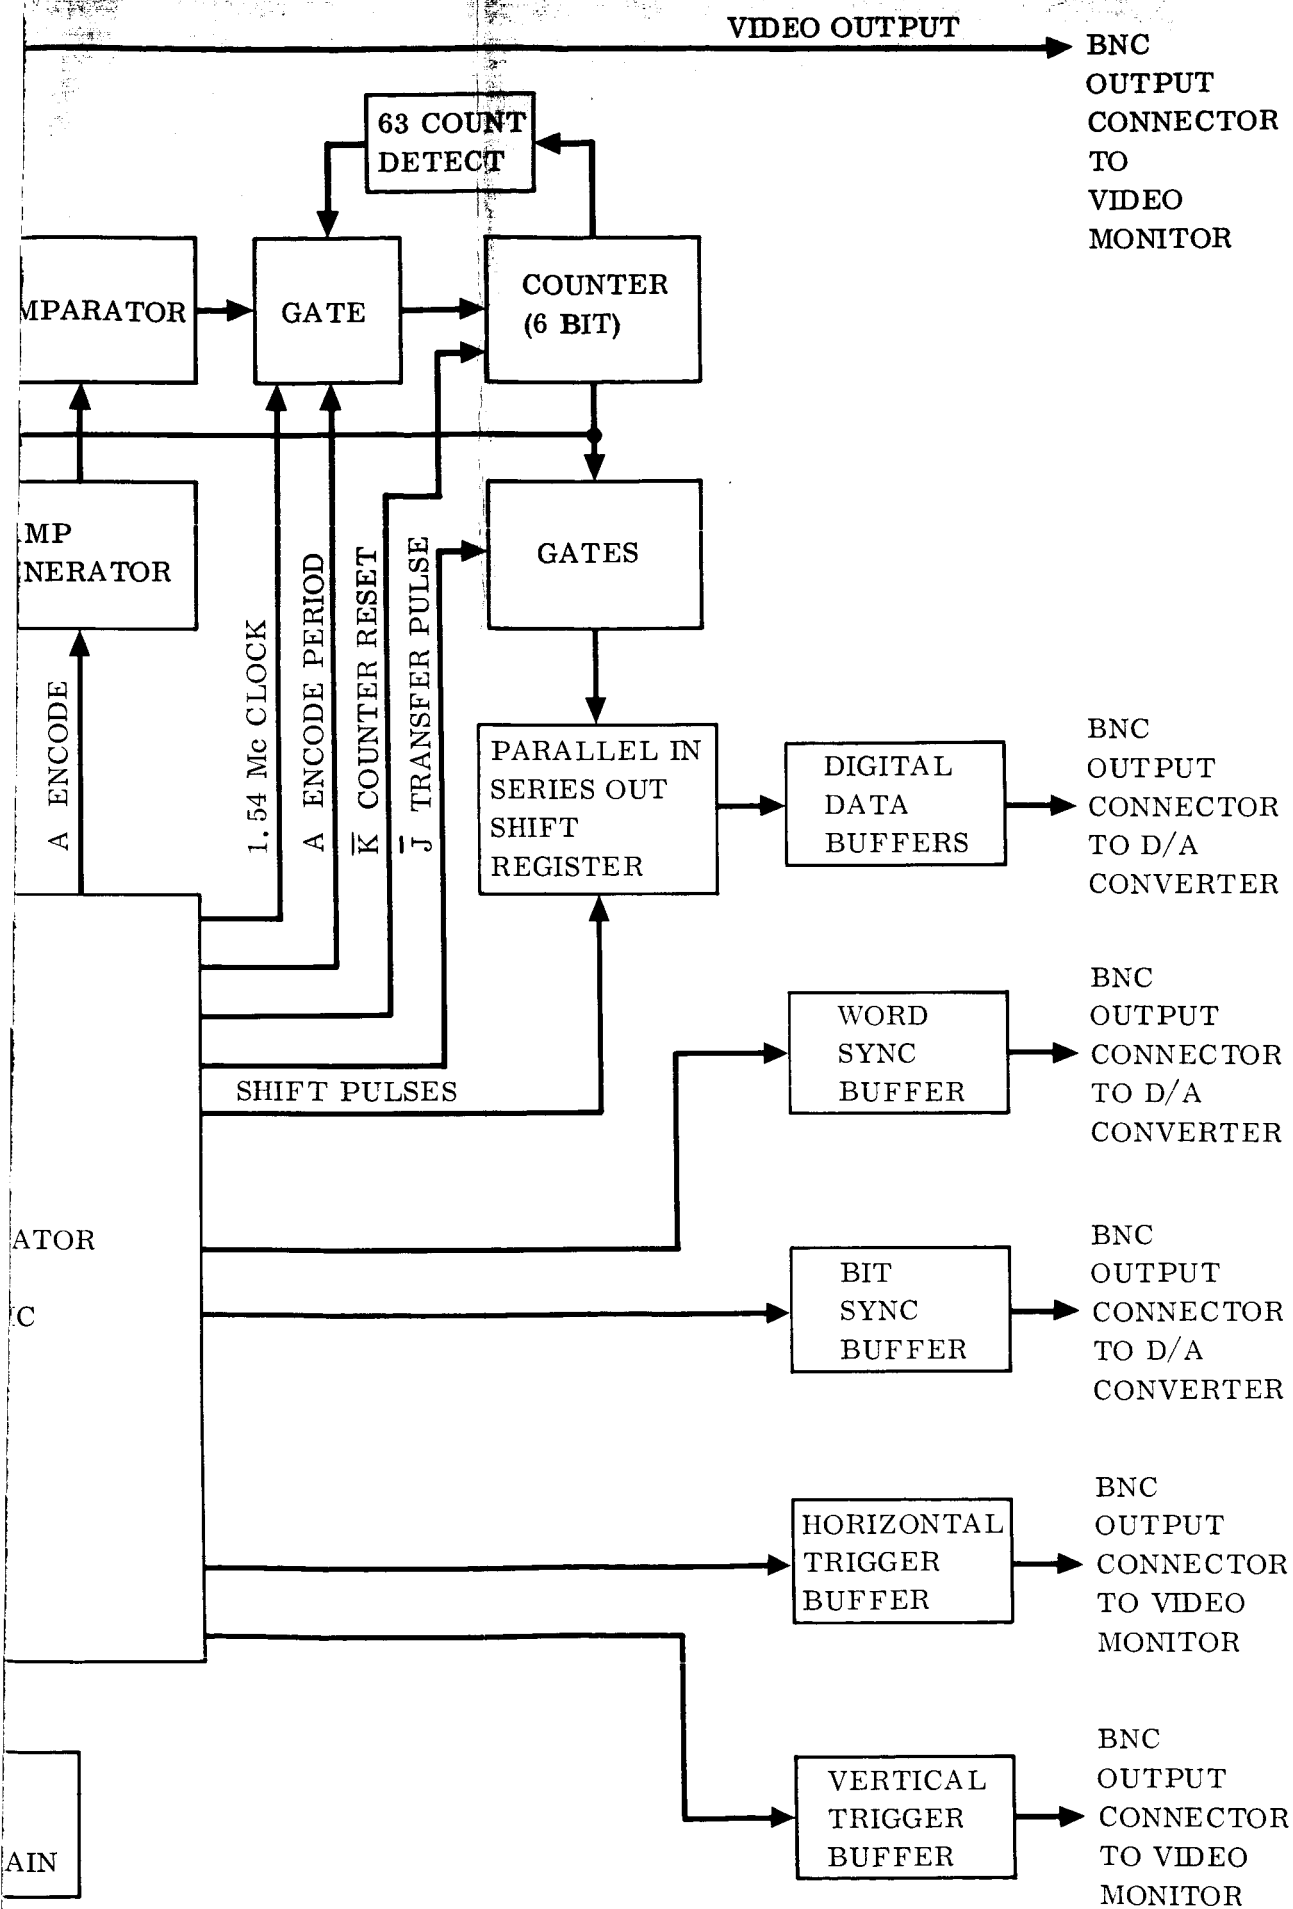 VIDEO OUTPUT
BNC
OUTPUT
CONNECTOR
TO
VIDEO
MONITOR
63 COUNT
DETECT
MPARATOR
GATE
COUNTER
(6 BIT)
MP
NERATOR
GATES
A ENCODE
1.54 Mc CLOCK
A ENCODE PERIOD
K̅ COUNTER RESET
J̅ TRANSFER PULSE
PARALLEL IN
SERIES OUT
SHIFT
REGISTER
DIGITAL
DATA
BUFFERS
BNC
OUTPUT
CONNECTOR
TO D/A
CONVERTER
SHIFT PULSES
WORD
SYNC
BUFFER
BNC
OUTPUT
CONNECTOR
TO D/A
CONVERTER
ATOR
C
BIT
SYNC
BUFFER
BNC
OUTPUT
CONNECTOR
TO D/A
CONVERTER
HORIZONTAL
TRIGGER
BUFFER
BNC
OUTPUT
CONNECTOR
TO VIDEO
MONITOR
AIN
VERTICAL
TRIGGER
BUFFER
BNC
OUTPUT
CONNECTOR
TO VIDEO
MONITOR